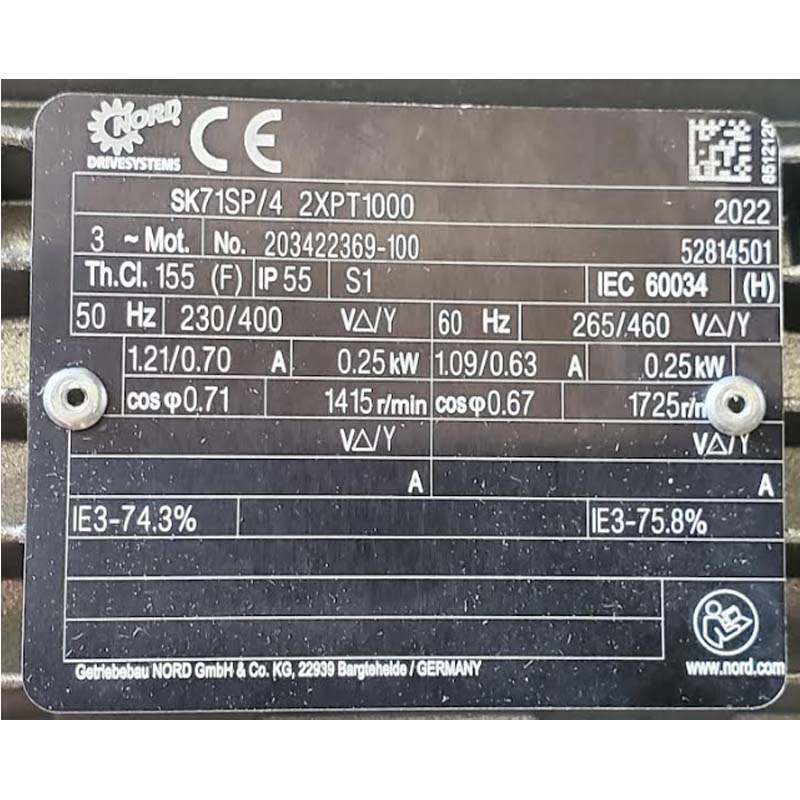 NORD
DRIVESYSTEMS
CE
8512120
SK71SP/4 2XPT1000 2022
3 ~ Mot. No. 203422369-100 52814501
Th.Cl. 155 (F) IP 55 S1 IEC 60034 (H)
50 Hz 230/400 V△/Y 60 Hz 265/460 V△/Y
1.21/0.70 A 0.25 kW 1.09/0.63 A 0.25 kW
cos φ 0.71 1415 r/min cos φ 0.67 1725
V△/Y V△/Y
A A
IE3-74.3% IE3-75.8%
Getriebebau NORD GmbH & Co. KG, 22939 Bargteheide / GERMANY
www.nord.com